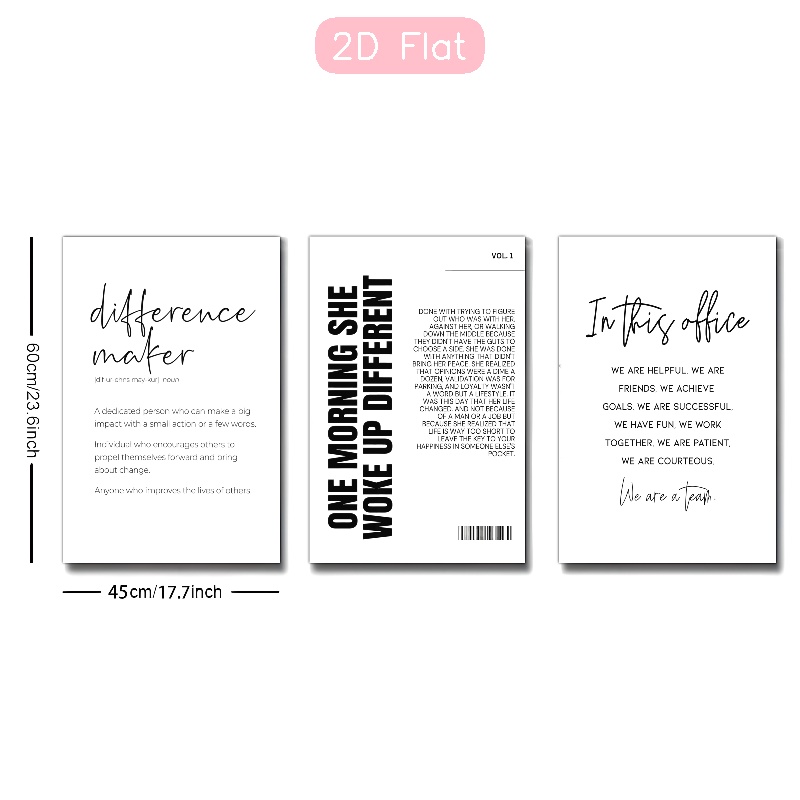 2D Flat
60cm/23.6inch
45cm/17.7inch
difference
maker
noun
A dedicated person who can make a big
impact with a small action or a few words.
Individual who encourages others to
propel themselves forward and bring
about change.
Anyone who improves the lives of others.
ONE MORNING SHE
WOKE UP DIFFERENT
VOL. 1
DONE WITH TRYING TO FIGURE
OUT WHO WAS WITH HER,
AGAINST HER, OR WALKING
DOWN THE MIDDLE BECAUSE
THEY DIDN'T HAVE THE GUTS TO
CHOOSE A SIDE. SHE WAS DONE
WITH ANYTHING THAT DIDN'T
BRING HER PEACE. SHE REALIZED
THAT OPINIONS WERE A DIME A
DOZEN, VALIDATION WAS FOR
PARKING, AND LOYALTY WASN'T
A WORD BUT A LIFESTYLE. IT
WAS THIS DAY THAT HER LIFE
CHANGED. AND NOT BECAUSE
OF A MAN OR A JOB BUT
BECAUSE SHE REALIZED THAT
LIFE IS WAY TOO SHORT TO
LEAVE THE KEY TO YOUR
HAPPINESS IN SOMEONE ELSE'S
POCKET.
In this office
WE ARE HELPFUL. WE ARE
FRIENDS. WE ACHIEVE
GOALS. WE ARE SUCCESSFUL.
WE HAVE FUN. WE WORK
TOGETHER. WE ARE PATIENT.
WE ARE COURTEOUS.
We are a team.